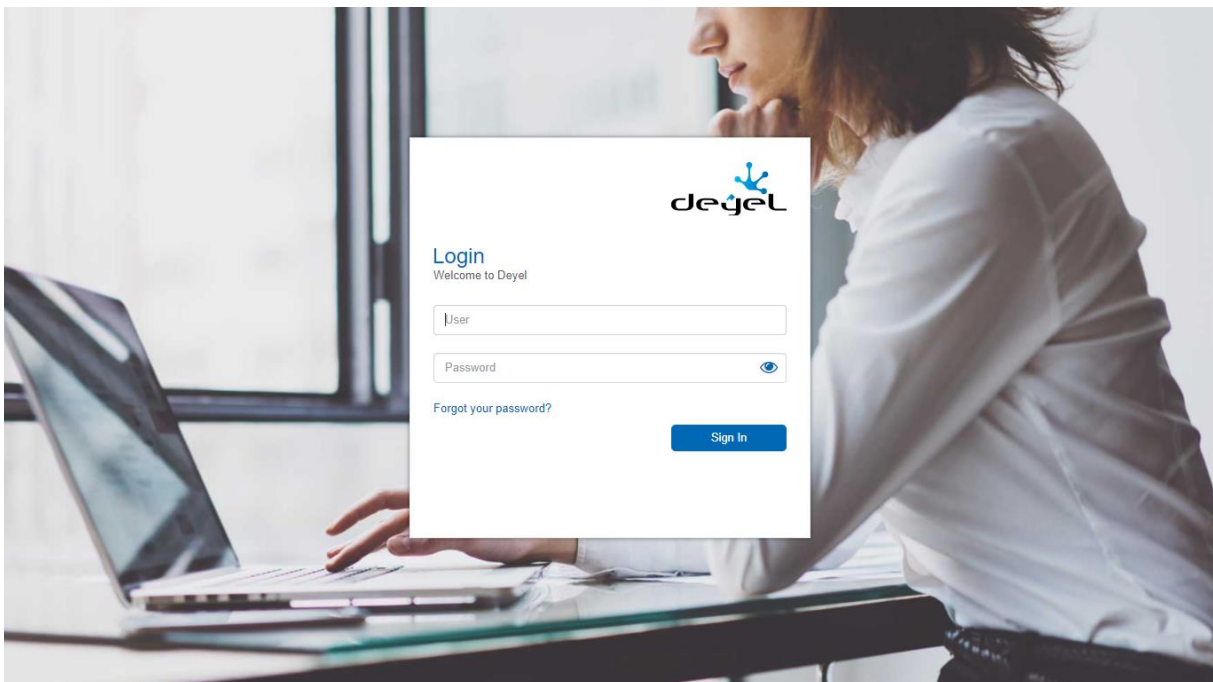 deyel
Login
Welcome to Deyel
User
Password
Forgot your password?
Sign In